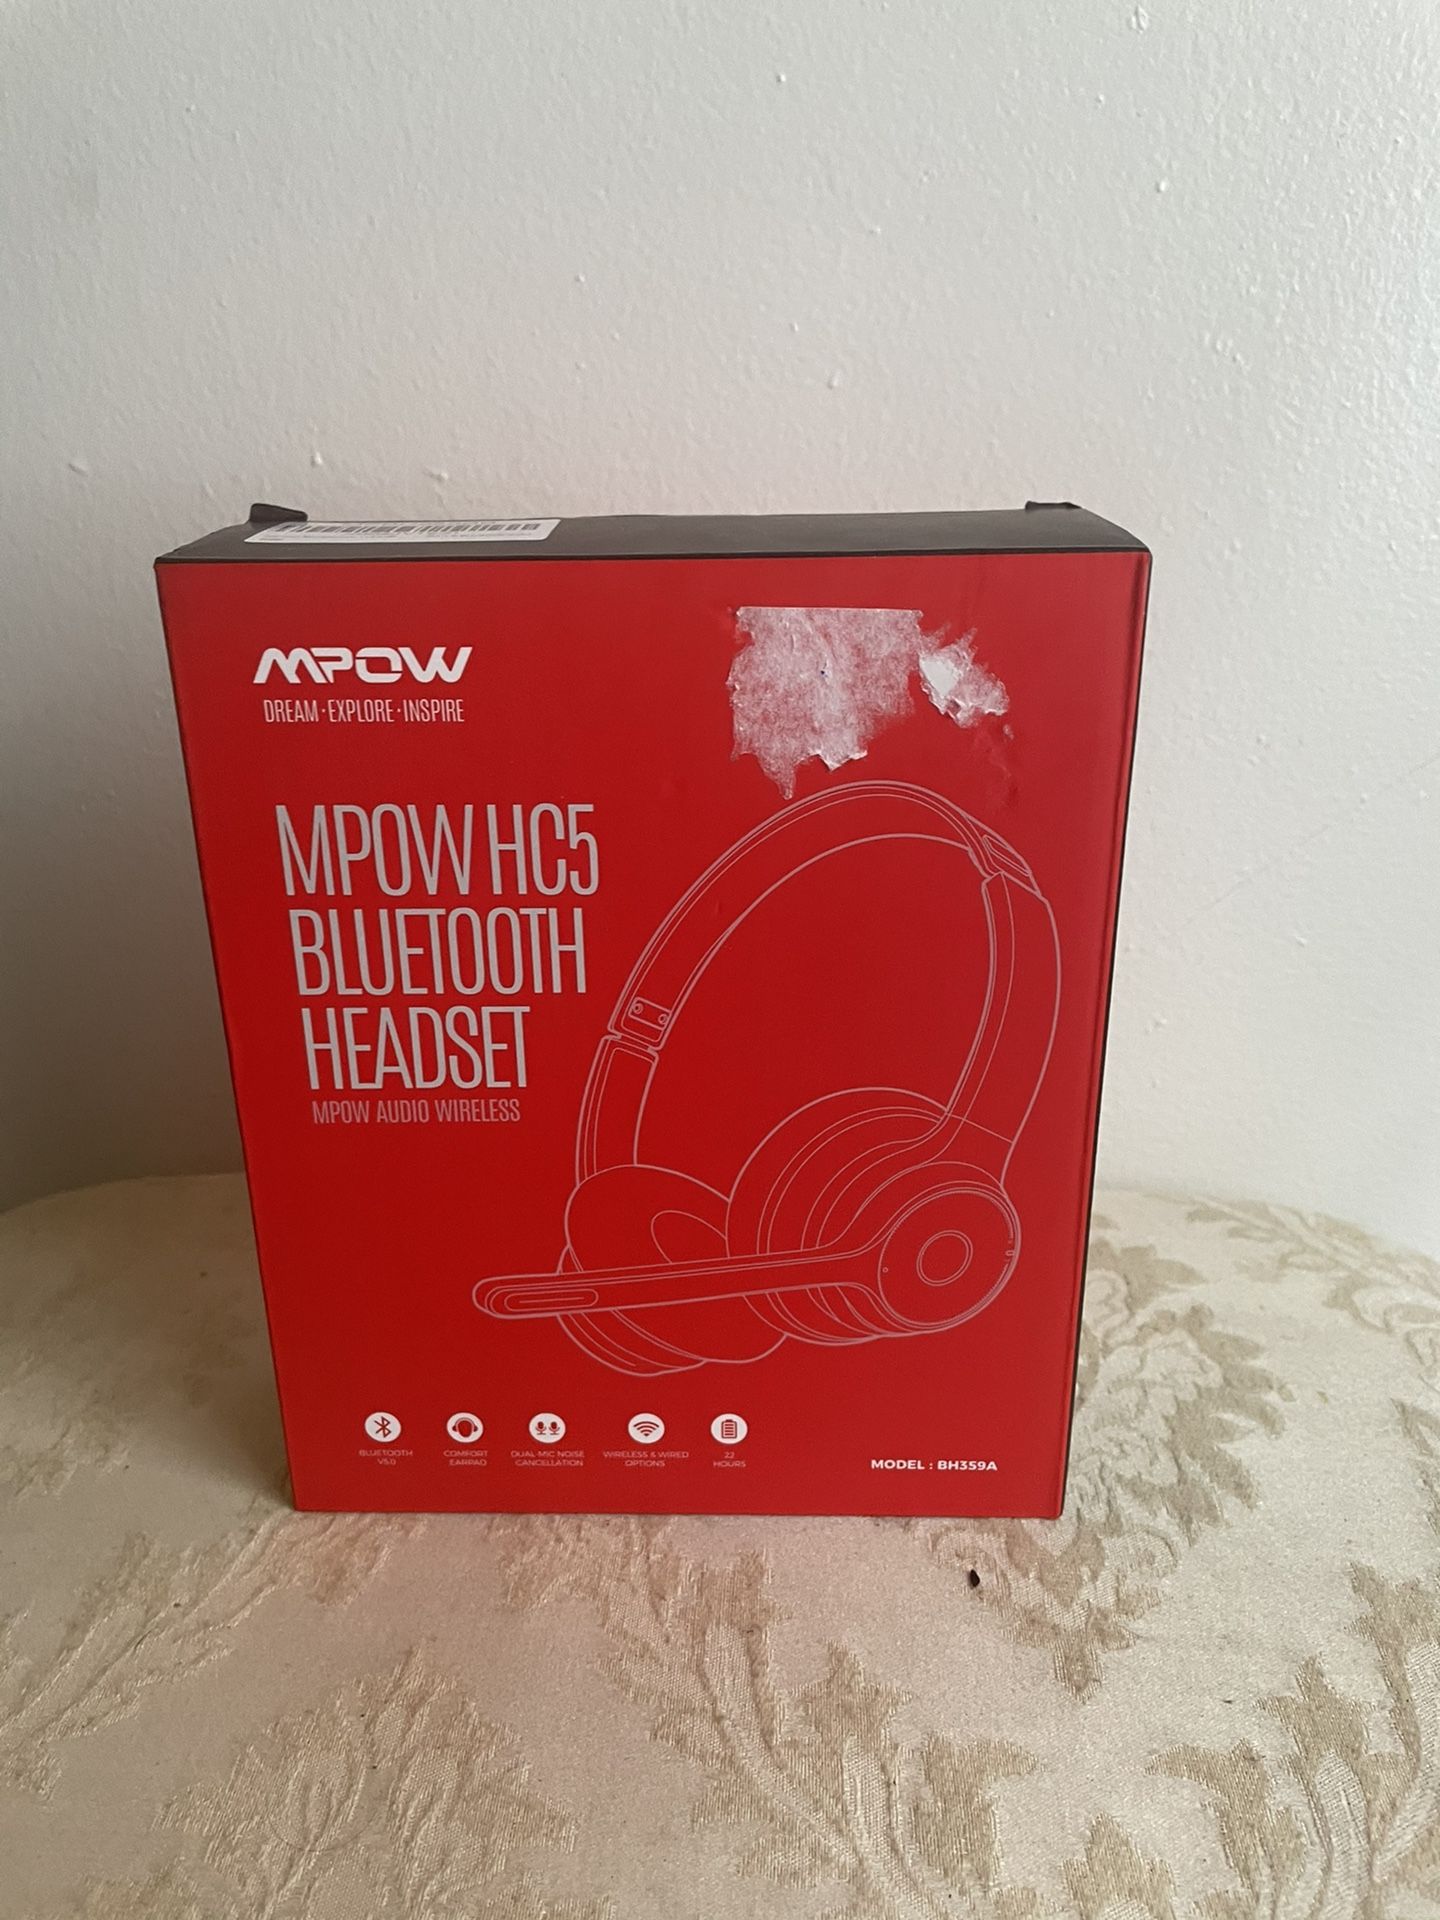 MPOW
DREAM·EXPLORE·INSPIRE
MPOW HC5
BLUETOOTH
HEADSET
MPOW AUDIO WIRELESS
BLUETOOTH
V5.0
COMFORT
EARPAD
DUAL-MIC NOISE
CANCELLATION
WIRELESS & WIRED
OPTIONS
22
HOURS
MODEL : BH359A